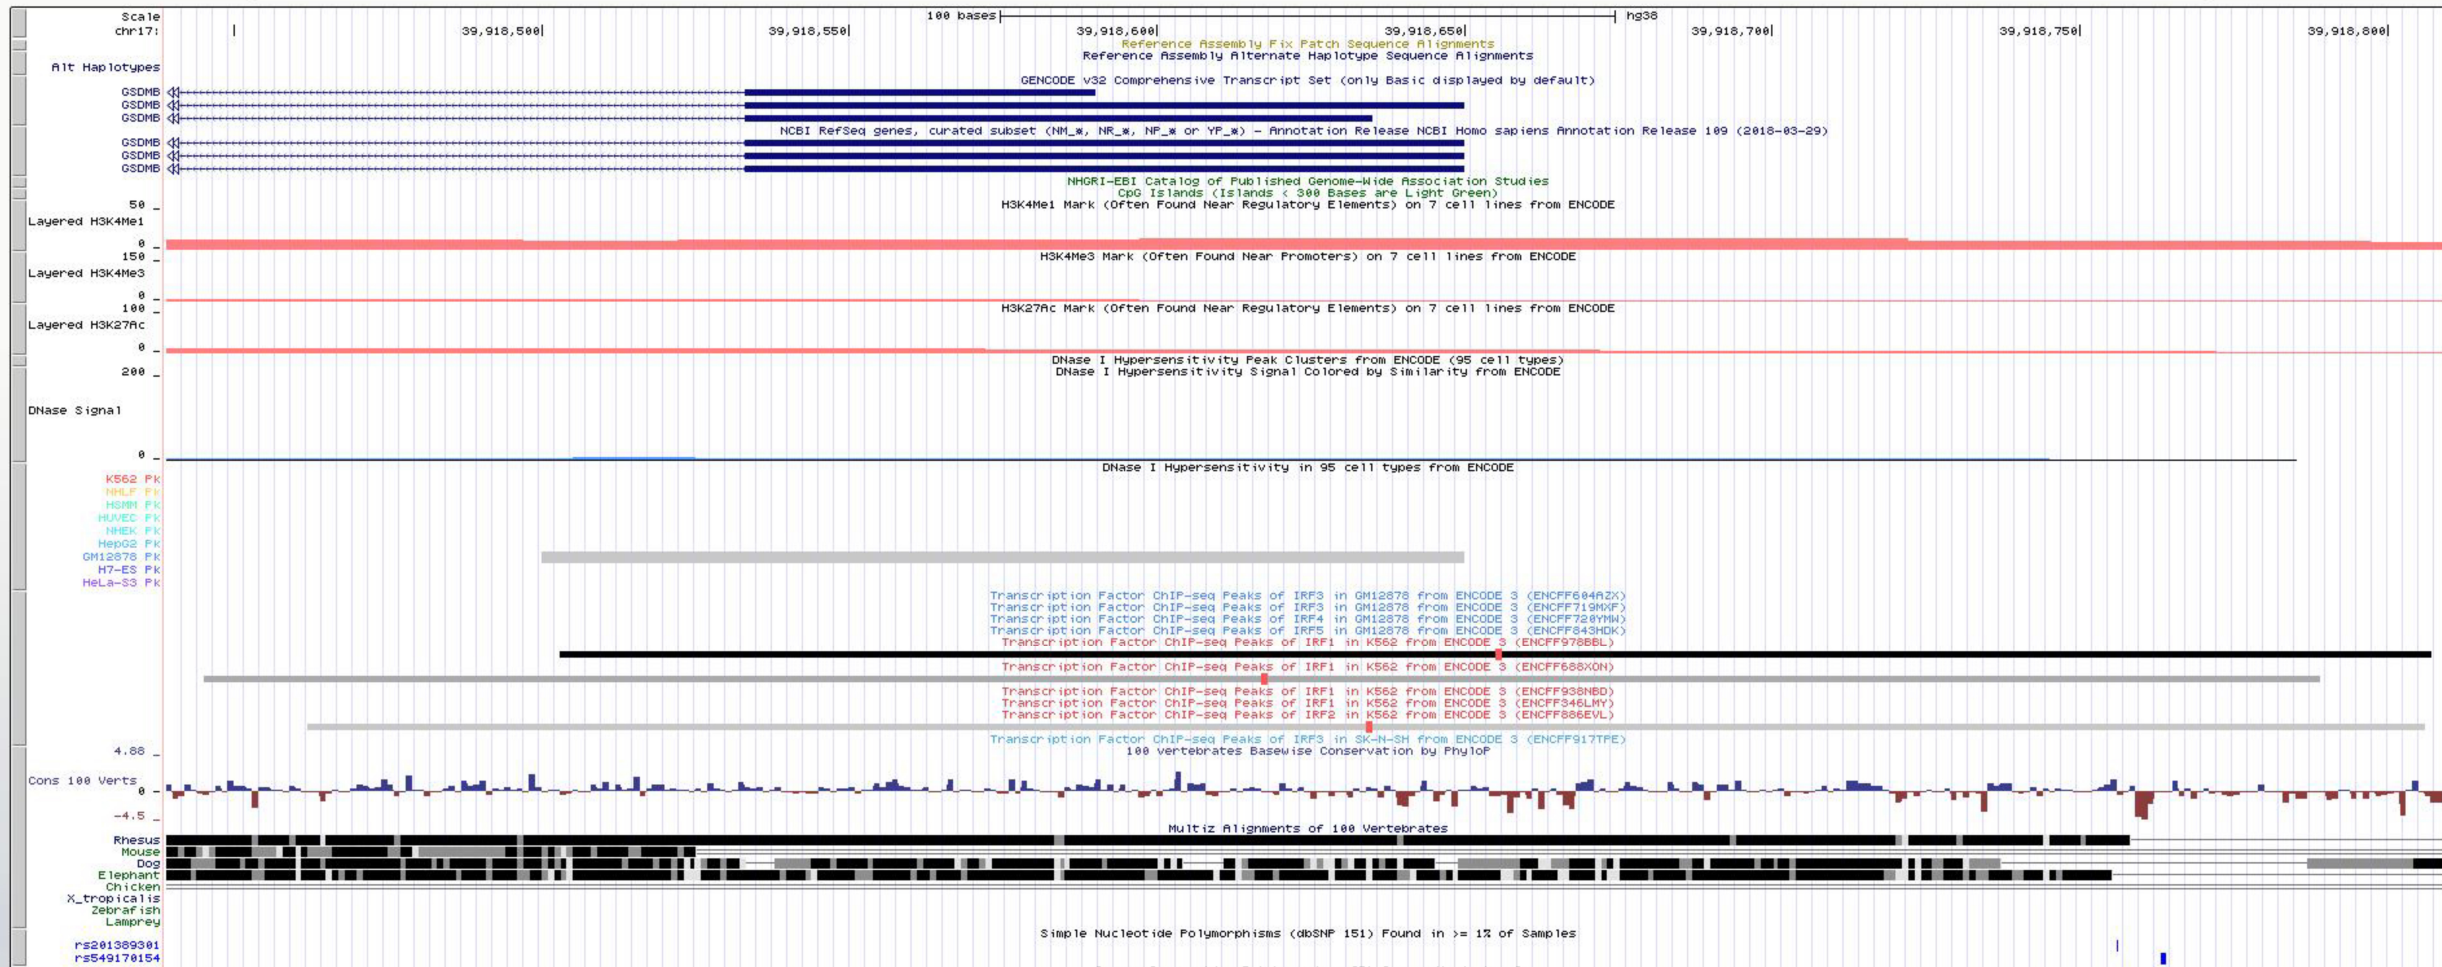 Scale 100 bases hg38
chr17: 39,918,500 39,918,550 39,918,600 39,918,650 39,918,700 39,918,750 39,918,800
Reference Assembly Fix Patch Sequence Alignments
Reference Assembly Alternate Haplotype Sequence Alignments
Alt Haplotypes
GENCODE v32 Comprehensive Transcript Set (only Basic displayed by default)
GSDMB
GSDMB
GSDMB
NCBI RefSeq genes, curated subset (NM_*, NR_*, NP_* or YP_*) - Annotation Release NCBI Homo sapiens Annotation Release 109 (2018-03-29)
GSDMB
GSDMB
GSDMB
NHGRI-EBI Catalog of Published Genome-Wide Association Studies
CpG Islands (Islands < 300 Bases are Light Green)
50 _ H3K4Me1 Mark (Often Found Near Regulatory Elements) on 7 cell lines from ENCODE
Layered H3K4Me1
0 _
150 _ H3K4Me3 Mark (Often Found Near Promoters) on 7 cell lines from ENCODE
Layered H3K4Me3
0 _
100 _ H3K27Ac Mark (Often Found Near Regulatory Elements) on 7 cell lines from ENCODE
Layered H3K27Ac
0 _
DNase I Hypersensitivity Peak Clusters from ENCODE (95 cell types)
200 _ DNase I Hypersensitivity Signal Colored by Similarity from ENCODE
DNase Signal
0 _
DNase I Hypersensitivity in 95 cell types from ENCODE
K562 Pk
NHLF Pk
HSMM Pk
HUVEC Pk
NHEK Pk
HepG2 Pk
GM12878 Pk
H7-ES Pk
HeLa-S3 Pk
Transcription Factor ChIP-seq Peaks of IRF3 in GM12878 from ENCODE 3 (ENCFF604AZX)
Transcription Factor ChIP-seq Peaks of IRF3 in GM12878 from ENCODE 3 (ENCFF719MXF)
Transcription Factor ChIP-seq Peaks of IRF4 in GM12878 from ENCODE 3 (ENCFF720YMW)
Transcription Factor ChIP-seq Peaks of IRF5 in GM12878 from ENCODE 3 (ENCFF843HDK)
Transcription Factor ChIP-seq Peaks of IRF1 in K562 from ENCODE 3 (ENCFF978BBL)
Transcription Factor ChIP-seq Peaks of IRF1 in K562 from ENCODE 3 (ENCFF688XON)
Transcription Factor ChIP-seq Peaks of IRF1 in K562 from ENCODE 3 (ENCFF938NBD)
Transcription Factor ChIP-seq Peaks of IRF1 in K562 from ENCODE 3 (ENCFF346LMY)
Transcription Factor ChIP-seq Peaks of IRF2 in K562 from ENCODE 3 (ENCFF886EVL)
Transcription Factor ChIP-seq Peaks of IRF3 in SK-N-SH from ENCODE 3 (ENCFF917TPE)
4.88 _ 100 vertebrates Basewise Conservation by PhyloP
Cons 100 Verts
0 _
-4.5 _
Multiz Alignments of 100 Vertebrates
Rhesus
Mouse
Dog
Elephant
Chicken
X_tropicalis
Zebrafish
Lamprey
Simple Nucleotide Polymorphisms (dbSNP 151) Found in >= 1% of Samples
rs201389301
rs549170154